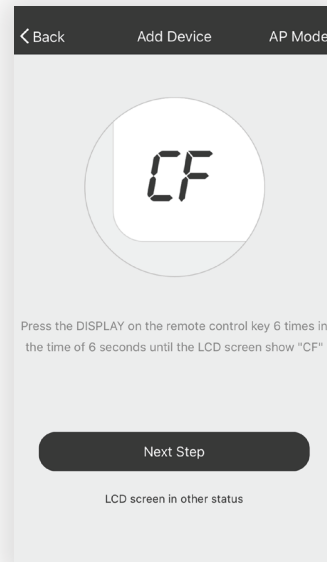 Back Add Device AP Mode
CF
Press the DISPLAY on the remote control key 6 times in
the time of 6 seconds until the LCD screen show "CF"
Next Step
LCD screen in other status